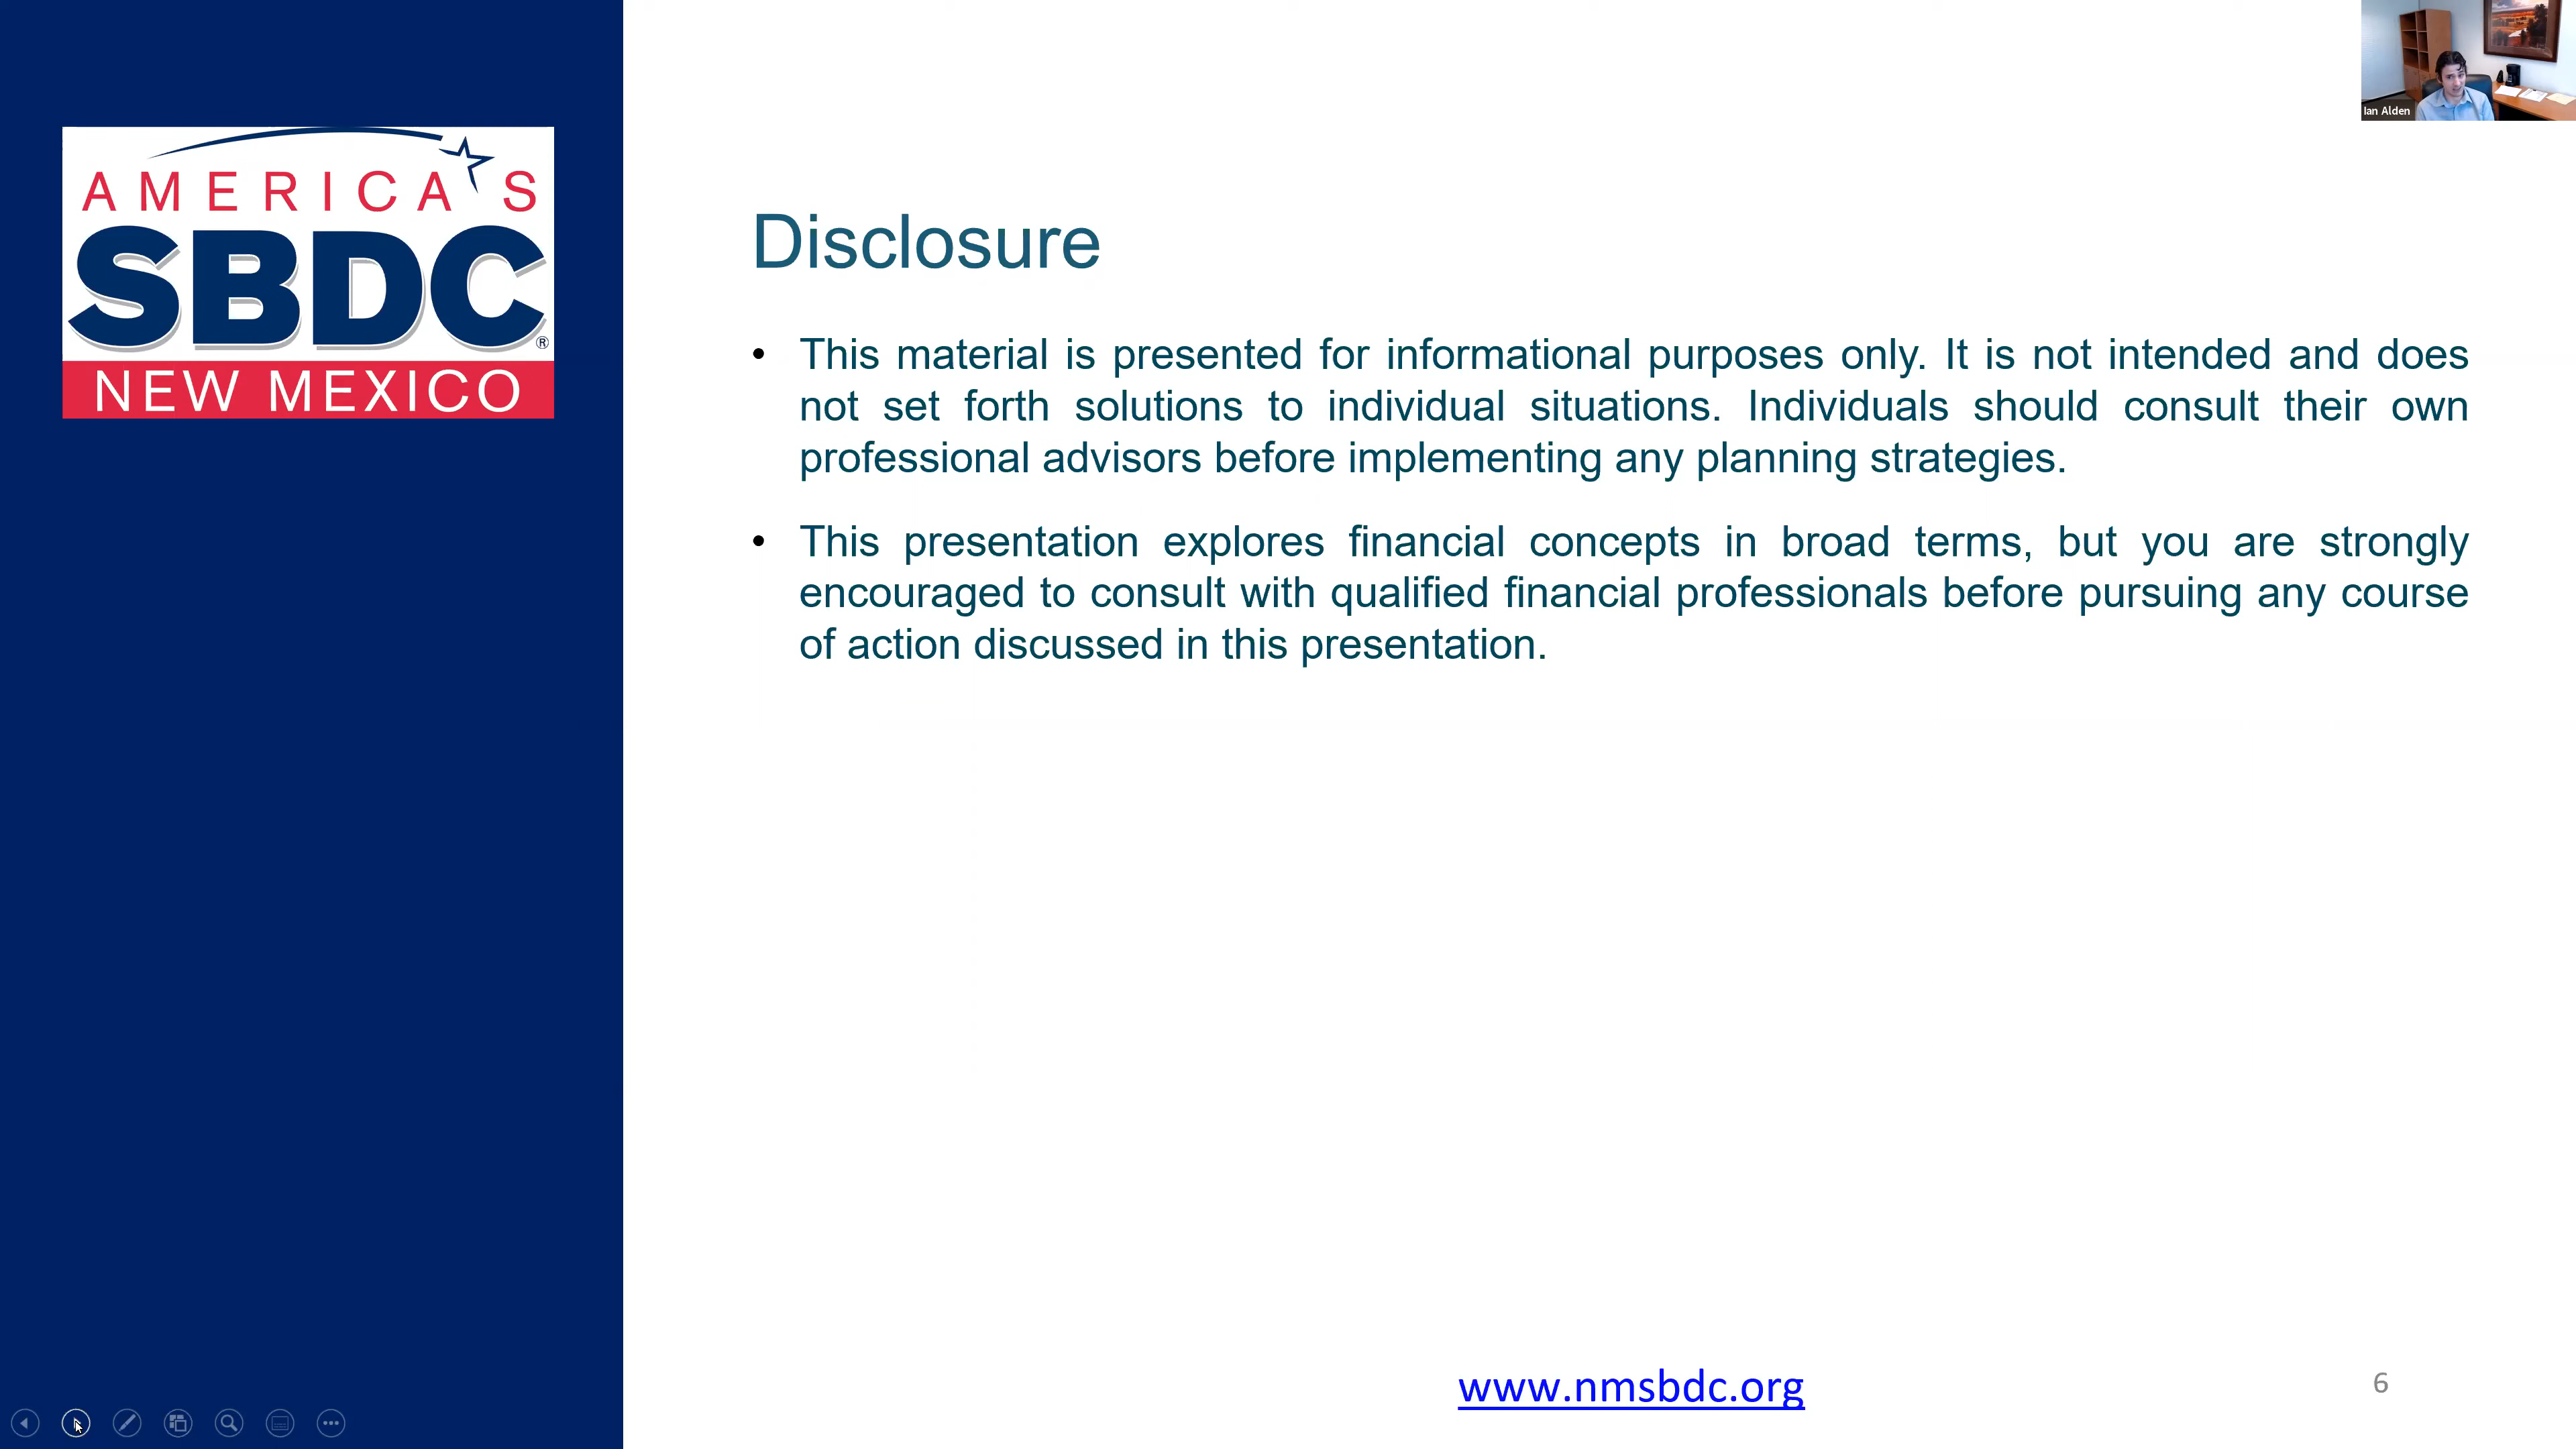 Ian Alden
AMERICA'S
SBDC®
NEW MEXICO
Disclosure
• This material is presented for informational purposes only. It is not intended and does
not set forth solutions to individual situations. Individuals should consult their own
professional advisors before implementing any planning strategies.
• This presentation explores financial concepts in broad terms, but you are strongly
encouraged to consult with qualified financial professionals before pursuing any course
of action discussed in this presentation.
www.nmsbdc.org
6